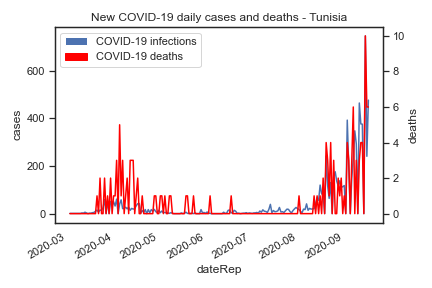 New COVID-19 daily cases and deaths - Tunisia
COVID-19 infections
COVID-19 deaths
cases
600
400
200
0
deaths
10
8
6
4
2
0
2020-03
2020-04
2020-05
2020-06
2020-07
2020-08
2020-09
dateRep